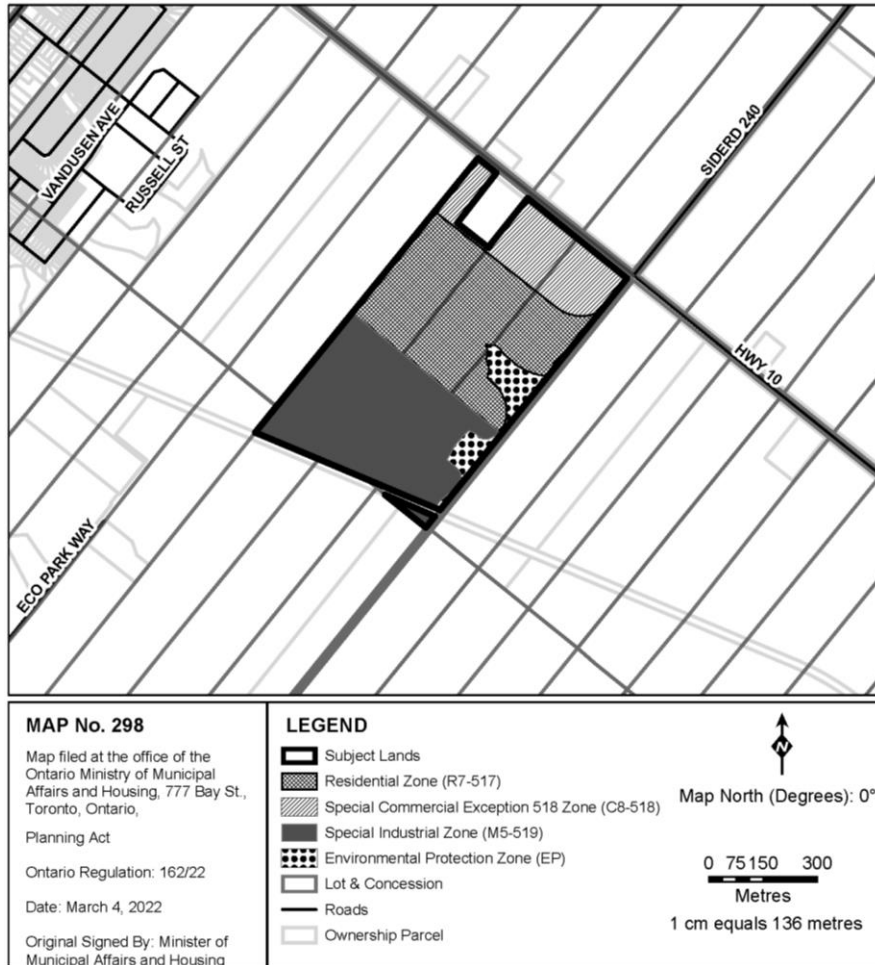 VANDUSEN AVE
RUSSELL ST
SIDERD 240
HWY 10
ECO PARK WAY
MAP No. 298
Map filed at the office of the
Ontario Ministry of Municipal
Affairs and Housing, 777 Bay St.,
Toronto, Ontario,
Planning Act
Ontario Regulation: 162/22
Date: March 4, 2022
Original Signed By: Minister of
Municipal Affairs and Housing
LEGEND
Subject Lands
Residential Zone (R7-517)
Special Commercial Exception 518 Zone (C8-518)
Special Industrial Zone (M5-519)
Environmental Protection Zone (EP)
Lot & Concession
Roads
Ownership Parcel
N
Map North (Degrees): 0°
0 75 150 300
Metres
1 cm equals 136 metres